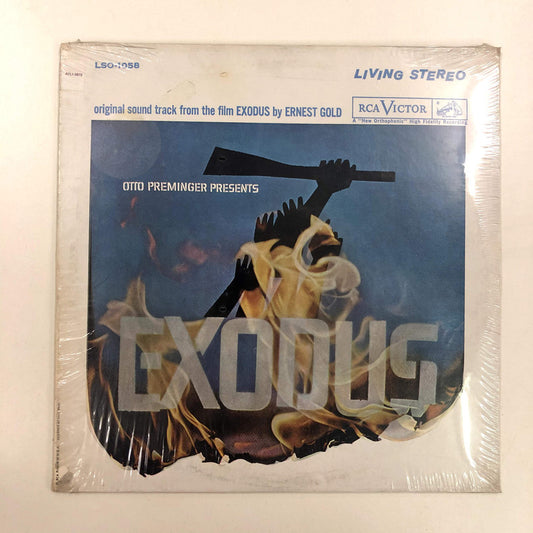 LSO-1058
LIVING STEREO
original sound track from the film EXODUS by ERNEST GOLD
RCA VICTOR
A "New Orthophonic" High Fidelity Recording
OTTO PREMINGER PRESENTS
EXODUS